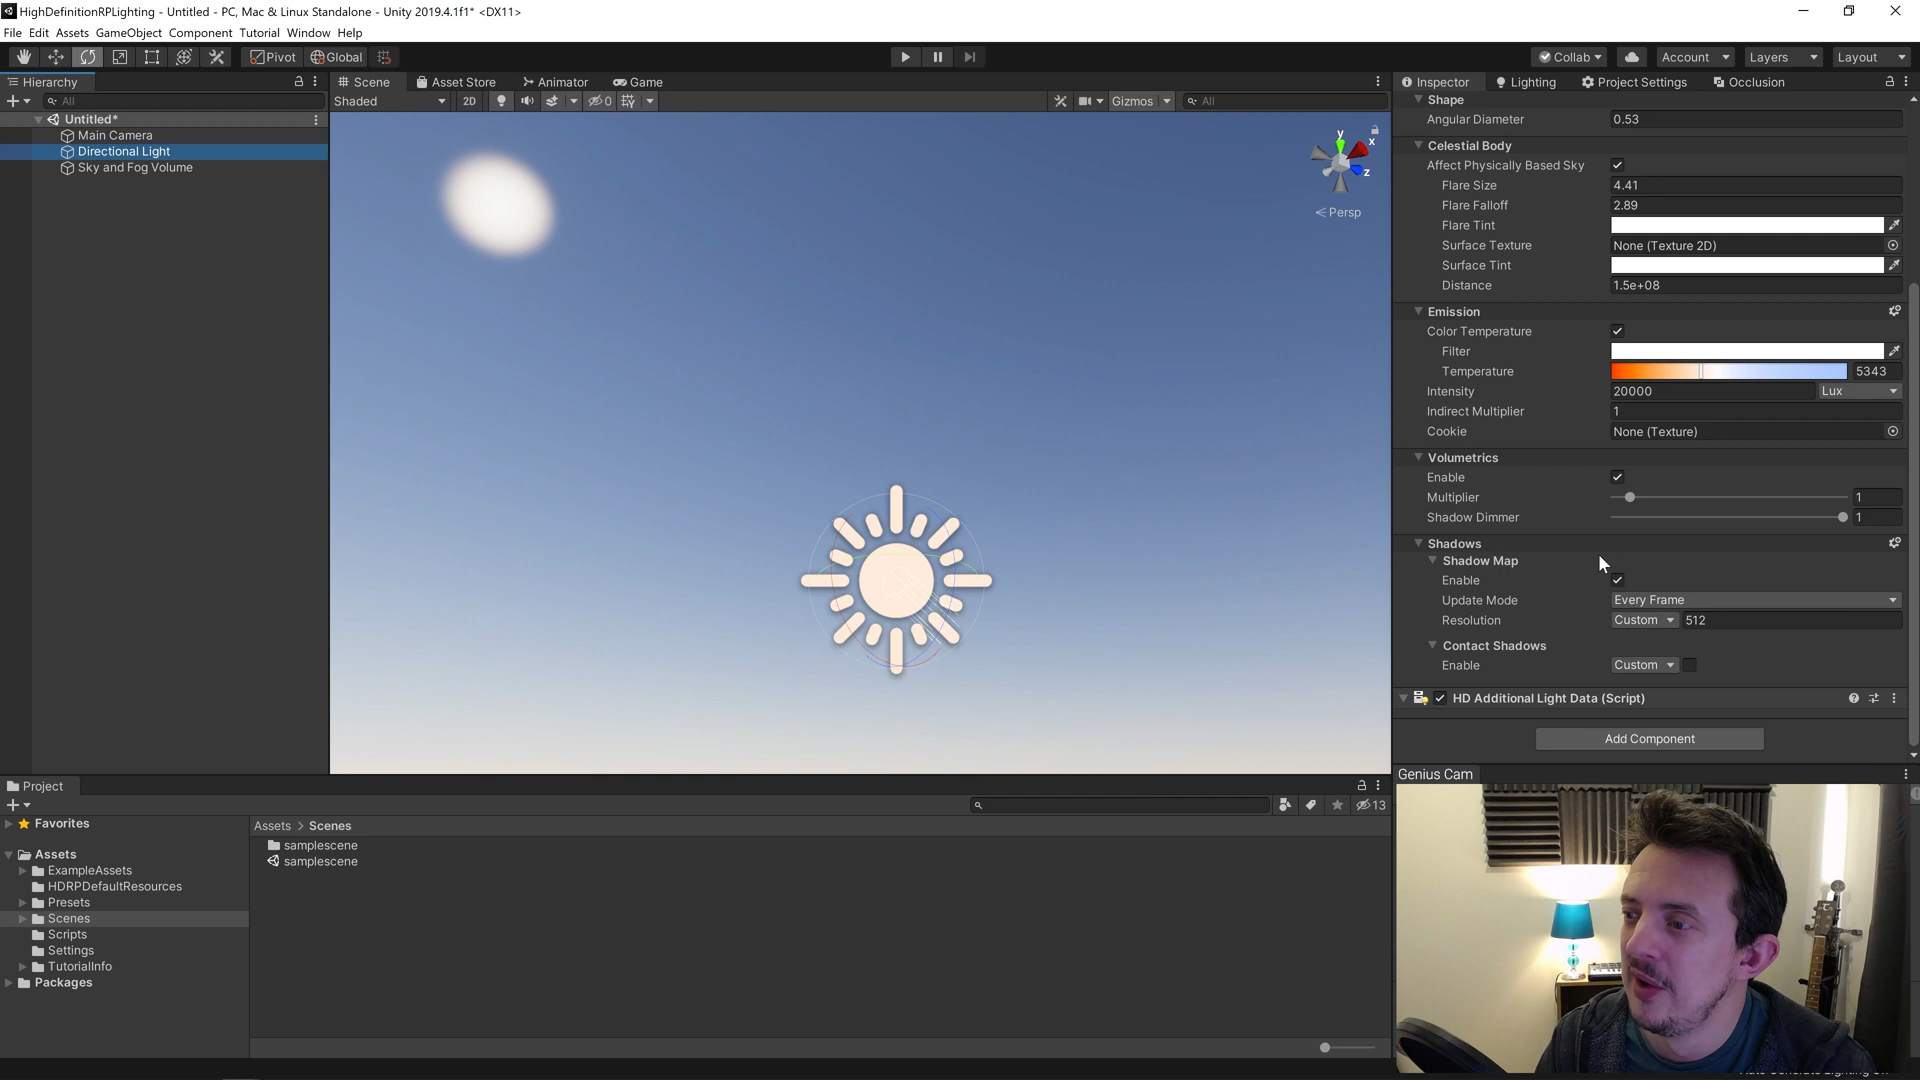 HighDefinitionRPLighting - Untitled - PC, Mac & Linux Standalone - Unity 2019.4.1f1* <DX11>
File Edit Assets GameObject Component Tutorial Window Help
Pivot Global Collab Account Layers Layout
Hierarchy
All
Untitled*
Main Camera
Directional Light
Sky and Fog Volume
Scene Asset Store Animator Game
Shaded 2D 0 Gizmos All
y
x
z
Persp
Inspector Lighting Project Settings Occlusion
Shape
Angular Diameter 0.53
Celestial Body
Affect Physically Based Sky
Flare Size 4.41
Flare Falloff 2.89
Flare Tint
Surface Texture None (Texture 2D)
Surface Tint
Distance 1.5e+08
Emission
Color Temperature
Filter
Temperature 5343
Intensity 20000 Lux
Indirect Multiplier 1
Cookie None (Texture)
Volumetrics
Enable
Multiplier 1
Shadow Dimmer 1
Shadows
Shadow Map
Enable
Update Mode Every Frame
Resolution Custom 512
Contact Shadows
Enable Custom
HD Additional Light Data (Script)
Add Component
Genius Cam
Project
13
Favorites
Assets
ExampleAssets
HDRPDefaultResources
Presets
Scenes
Scripts
Settings
TutorialInfo
Packages
Assets > Scenes
samplescene
samplescene